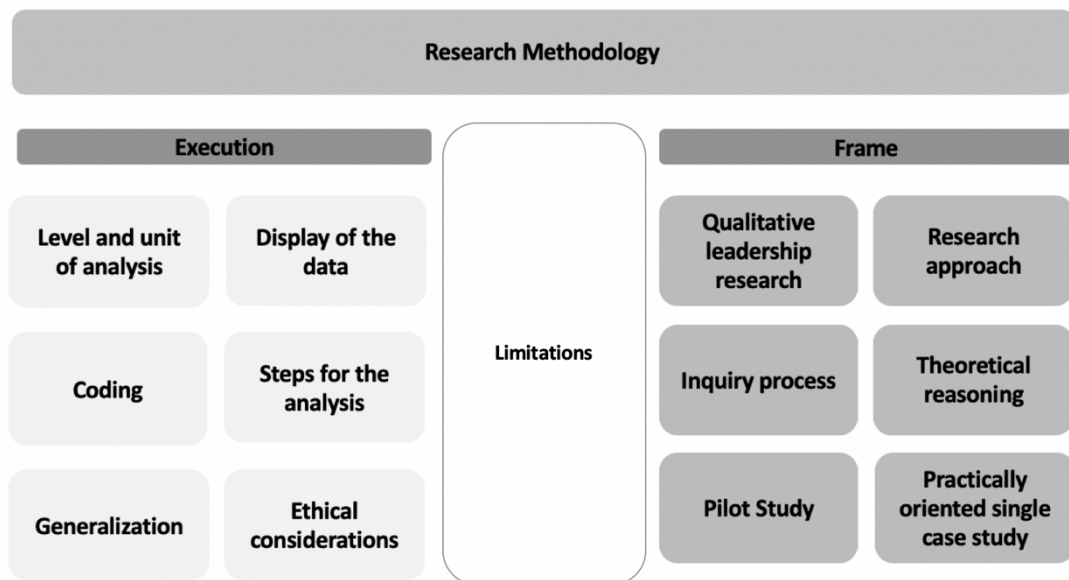 Research Methodology
Execution
Level and unit
of analysis
Display of the
data
Coding
Steps for the
analysis
Generalization
Ethical
considerations
Limitations
Frame
Qualitative
leadership
research
Research
approach
Inquiry process
Theoretical
reasoning
Pilot Study
Practically
oriented single
case study